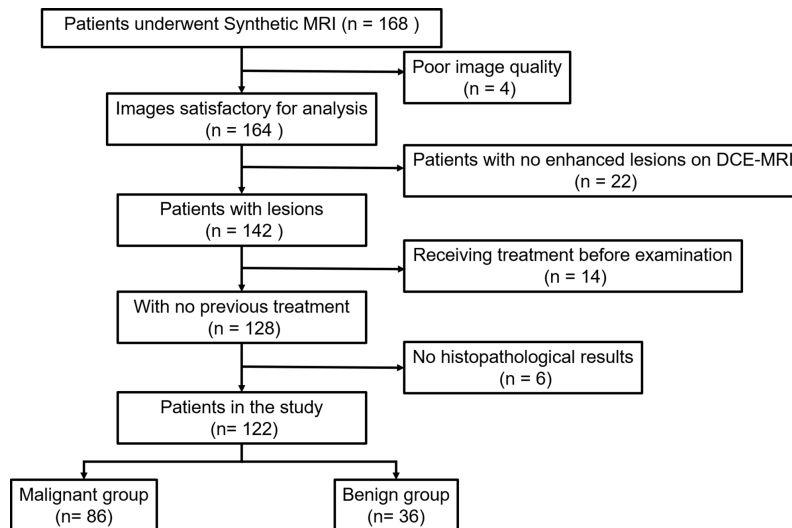 Patients underwent Synthetic MRI (n = 168 )
Poor image quality
(n = 4)
Images satisfactory for analysis
(n = 164 )
Patients with no enhanced lesions on DCE-MRI
(n = 22)
Patients with lesions
(n = 142 )
Receiving treatment before examination
(n = 14)
With no previous treatment
(n = 128)
No histopathological results
(n = 6)
Patients in the study
(n= 122)
Malignant group
(n= 86)
Benign group
(n= 36)